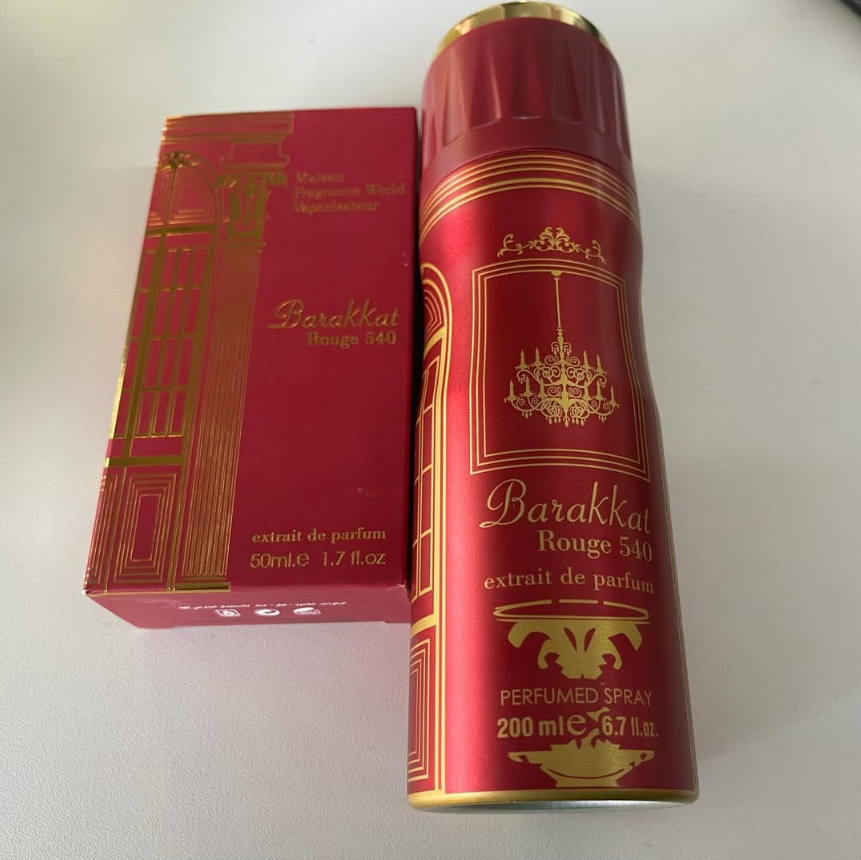 Maison
Fragrance World
Vaporisateur
Barakkat
Rouge 540
extrait de parfum
50ml.e 1.7 fl.oz
Barakkat
Rouge 540
extrait de parfum
PERFUMED SPRAY
200 ml e 6.7 fl.oz.